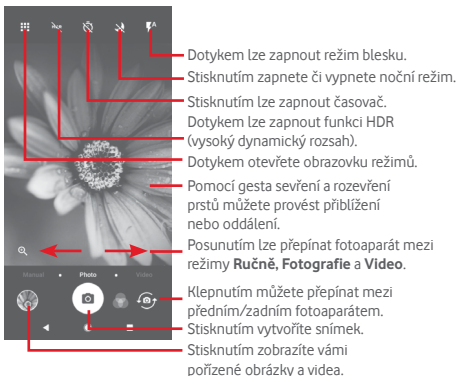 A
Dotykem lze zapnout režim blesku.
Stisknutím zapnete či vypnete noční režim.
Stisknutím lze zapnout časovač.
Dotykem lze zapnout funkci HDR
(vysoký dynamický rozsah).
Dotykem otevřete obrazovku režimů.
Pomocí gesta sevření a rozevření
prstů můžete provést přiblížení
nebo oddálení.
Posunutím lze přepínat fotoaparát mezi
režimy Ručně, Fotografie a Video.
Manual Photo Video
Klepnutím můžete přepínat mezi
předním/zadním fotoaparátem.
Stisknutím vytvoříte snímek.
Stisknutím zobrazíte vámi
pořízené obrázky a videa.